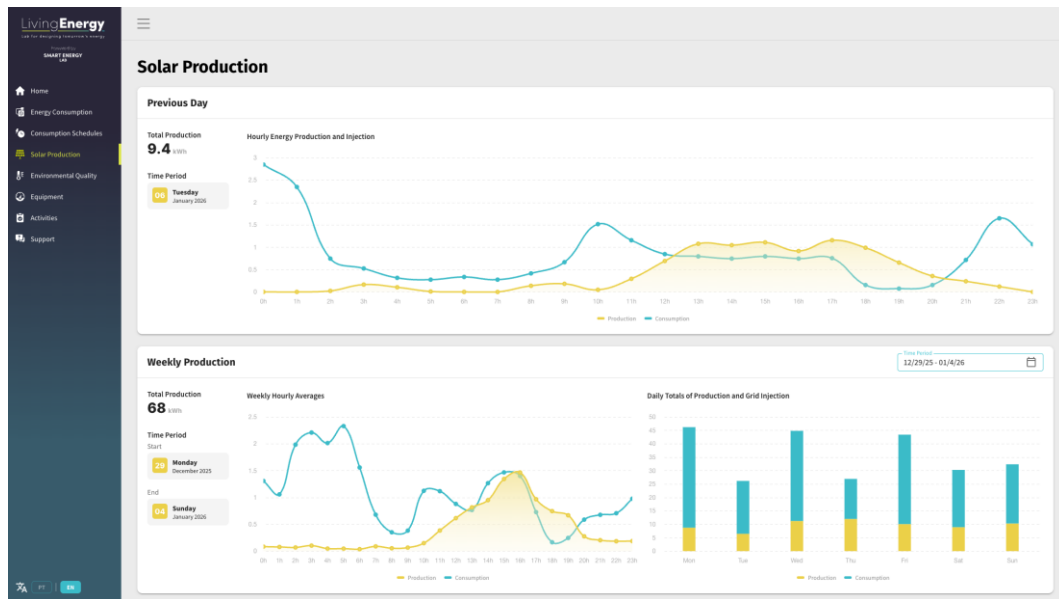 LivingEnergy
Lab for designing tomorrow's energy
Powered by
SMART ENERGY
LAB
Home
Energy Consumption
Consumption Schedules
Solar Production
Environmental Quality
Equipment
Activities
Support
PT | EN
Solar Production
Previous Day
Total Production
9.4 kWh
Time Period
06 Tuesday
January 2026
Hourly Energy Production and Injection
3
2.5
2
1.5
1
0.5
0
0h 1h 2h 3h 4h 5h 6h 7h 8h 9h 10h 11h 12h 13h 14h 15h 16h 17h 18h 19h 20h 21h 22h 23h
Production Consumption
Weekly Production
Time Period
12/29/25 - 01/4/26
Total Production
68 kWh
Time Period
Start
29 Monday
December 2025
End
04 Sunday
January 2026
Weekly Hourly Averages
2.5
2
1.5
1
0.5
0
0h 1h 2h 3h 4h 5h 6h 7h 8h 9h 10h 11h 12h 13h 14h 15h 16h 17h 18h 19h 20h 21h 22h 23h
Production Consumption
Daily Totals of Production and Grid Injection
50
45
40
35
30
25
20
15
10
5
0
Mon Tue Wed Thu Fri Sat Sun
Production Consumption